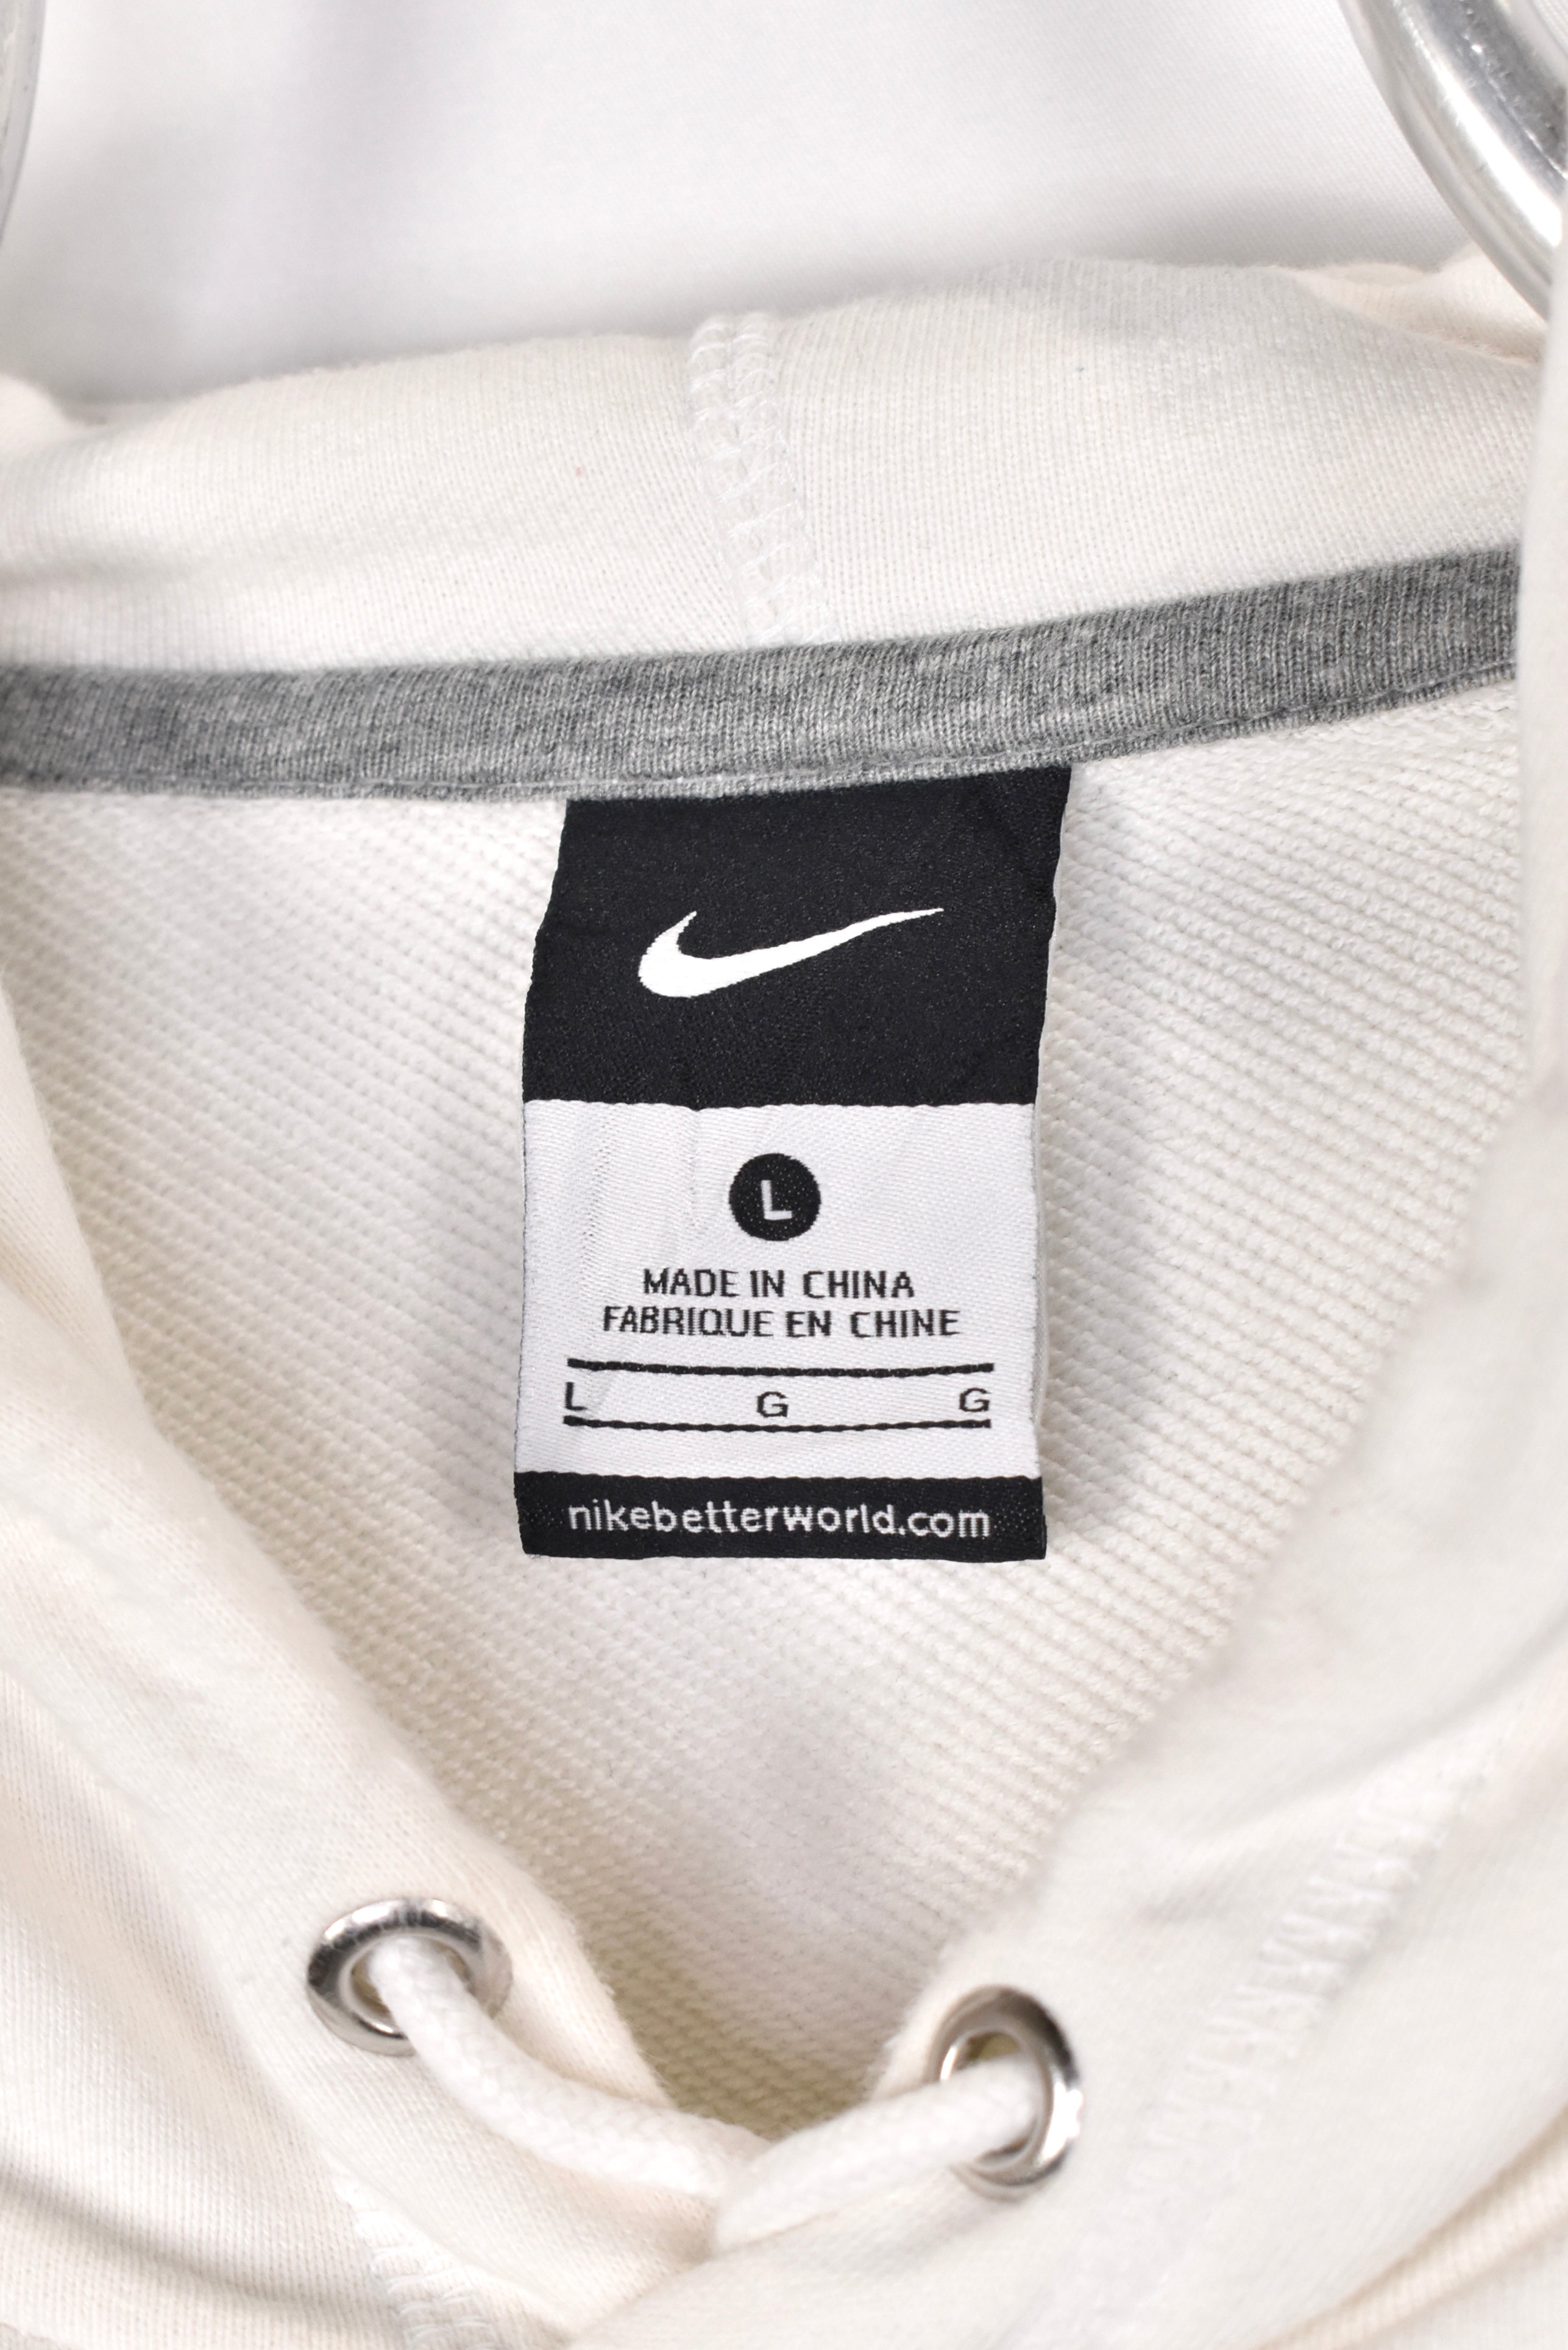 L
MADE IN CHINA
FABRIQUE EN CHINE
L G G
nikebetterworld.com